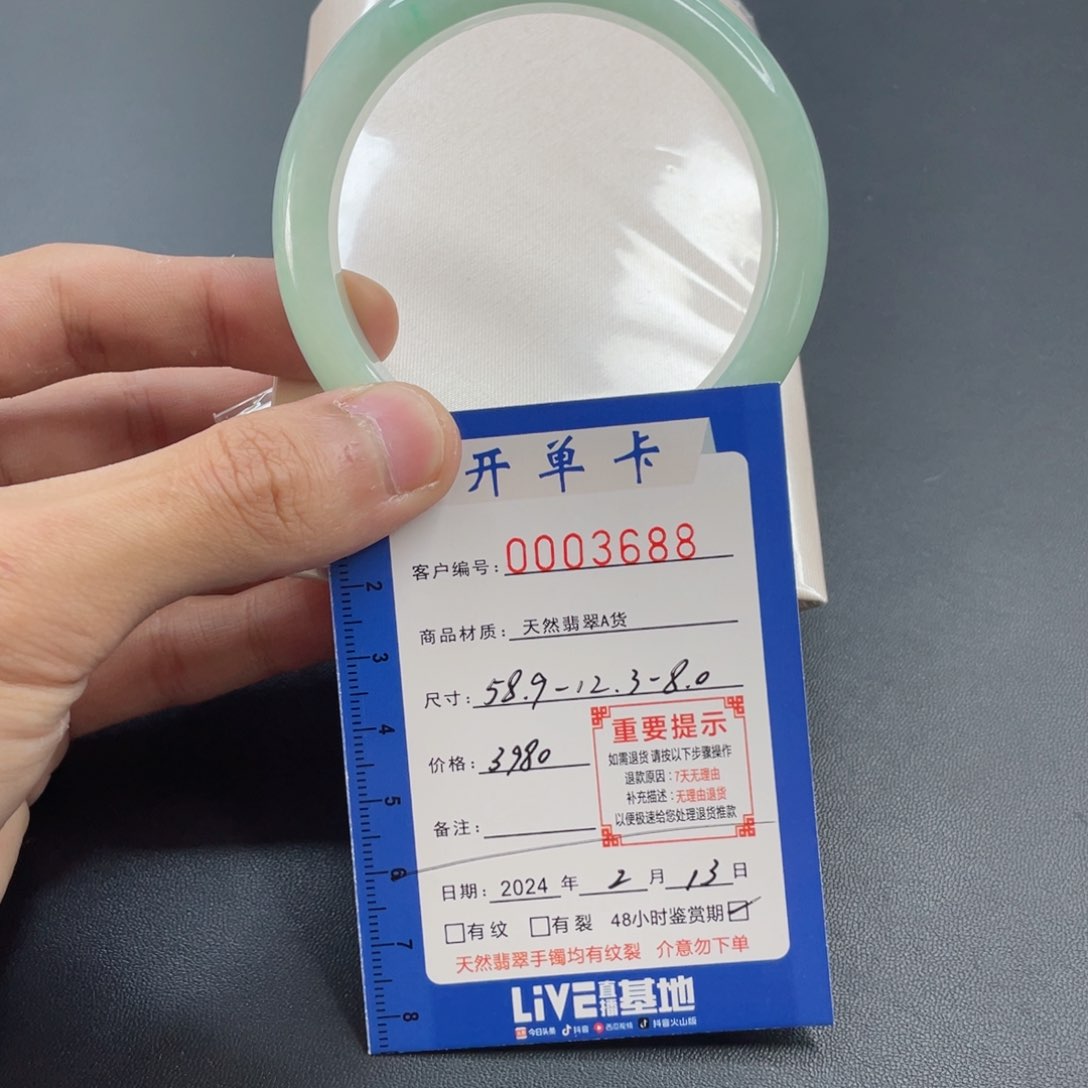 开单卡
客户编号：0003688
商品材质：天然翡翠A货
尺寸：58.9-12.3-8.0
价格：3980
重要提示
如需退货 请按以下步骤操作
退款原因：7天无理由
补充描述：无理由退货
以便极速给您处理退货推款
备注：
日期：2024年2月13日
□有纹 □有裂 48小时鉴赏期☑
天然翡翠手镯均有纹裂 介意勿下单
LiVE直播基地
今日头条 抖音 西瓜视频 抖音火山版
2
3
4
5
6
7
8